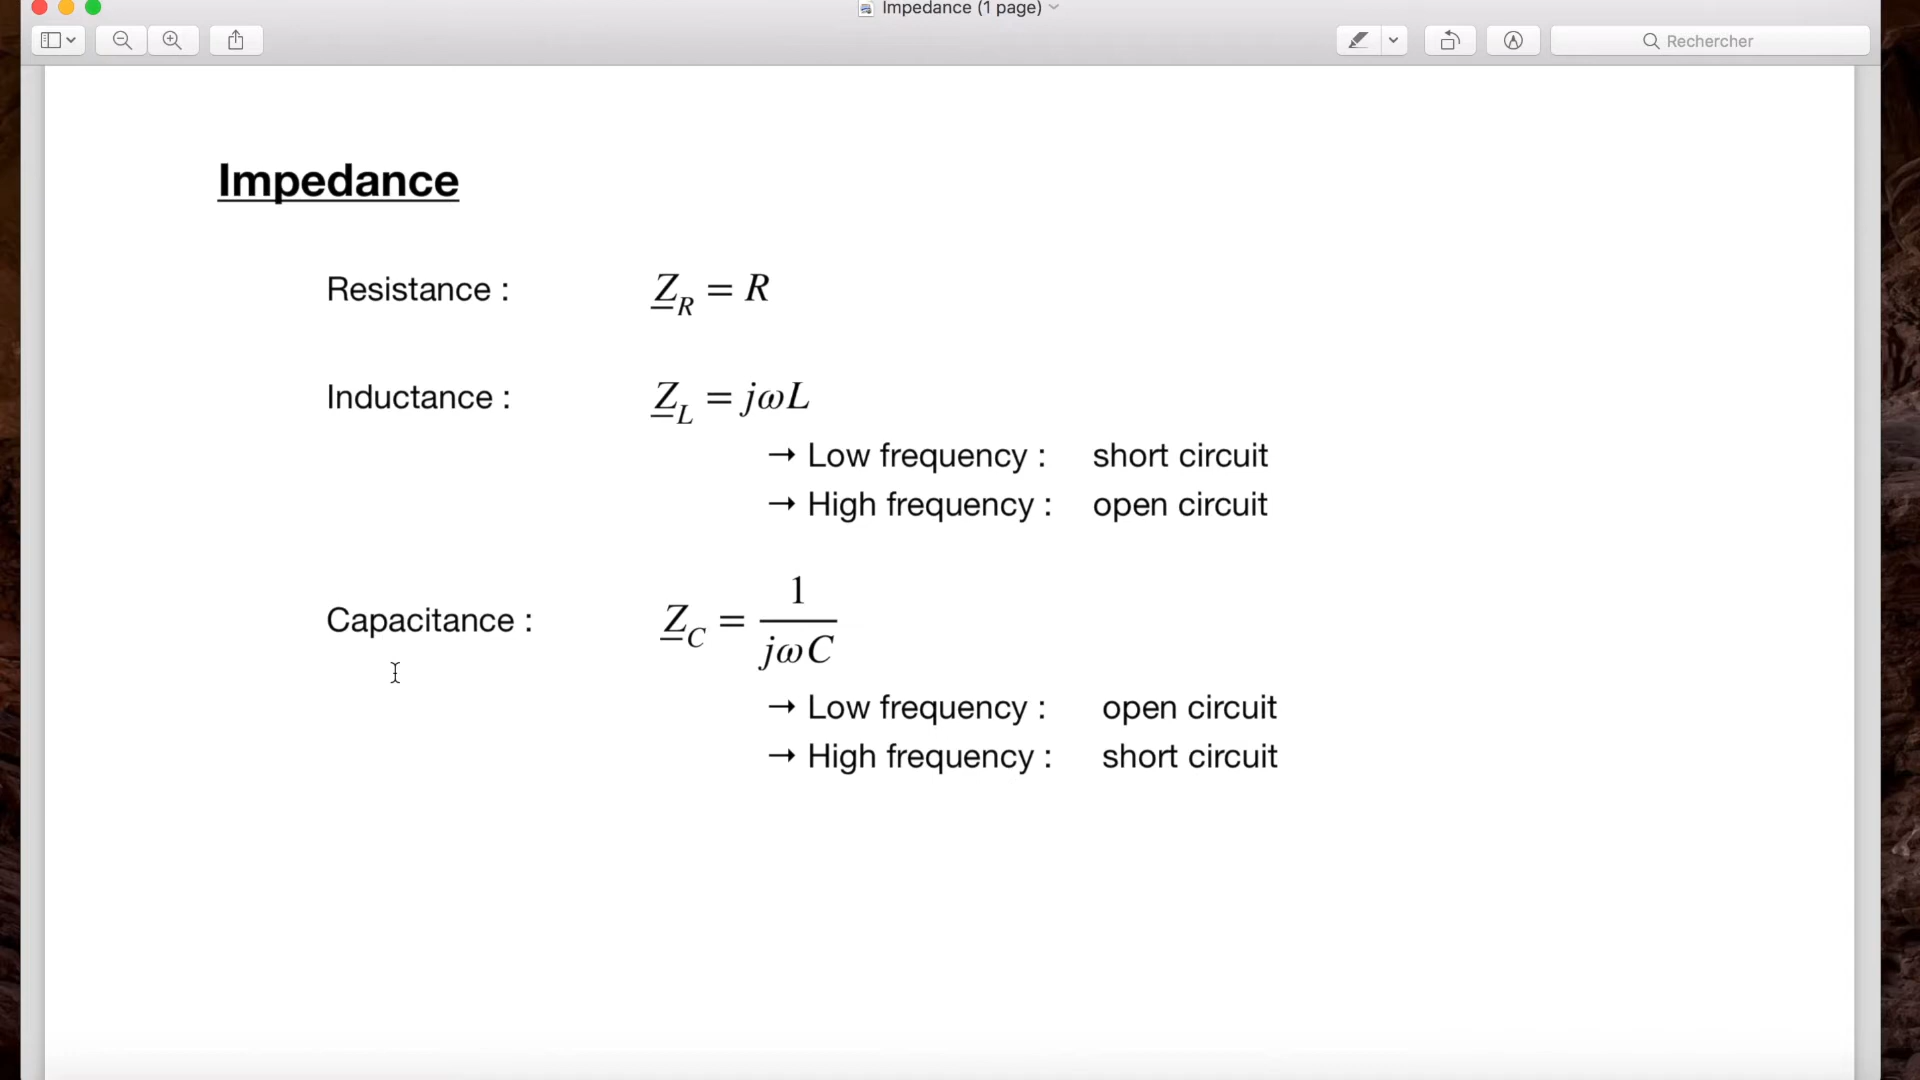 Impedance (1 page)
Rechercher
Impedance
Resistance : Z_R = R
Inductance : Z_L = jωL
→ Low frequency : short circuit
→ High frequency : open circuit
Capacitance : Z_C = 1 / jωC
→ Low frequency : open circuit
→ High frequency : short circuit